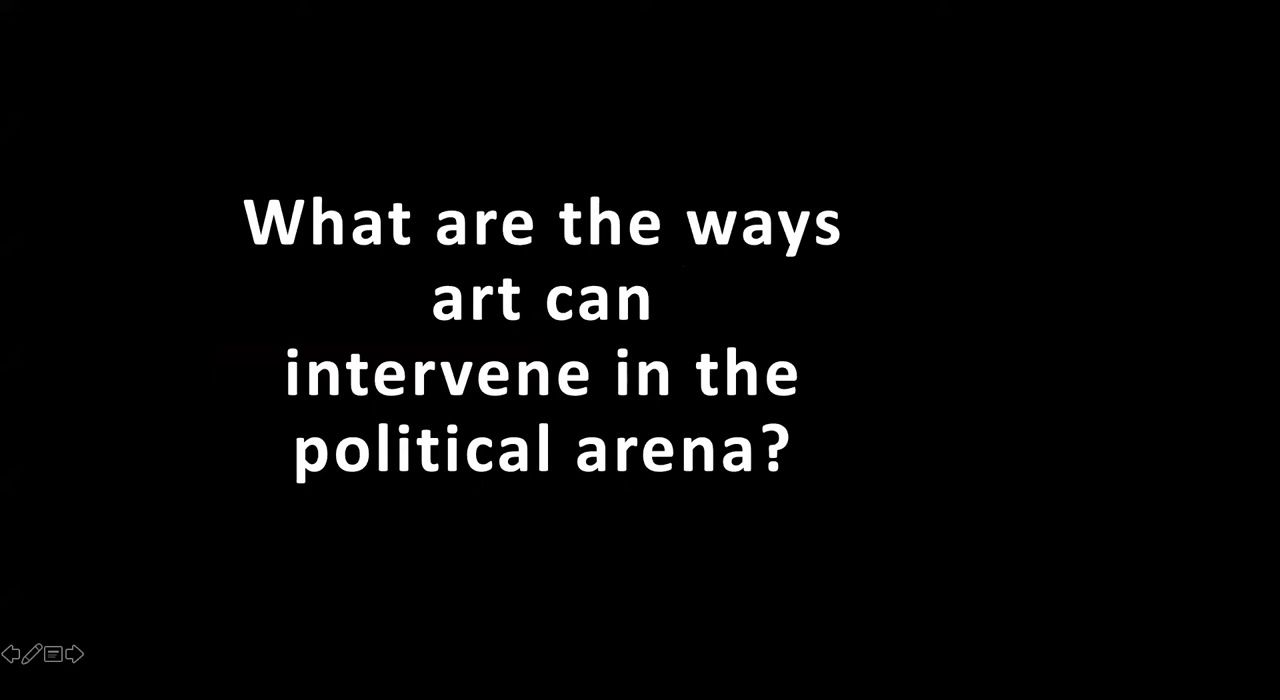 What are the ways
art can
intervene in the
political arena?